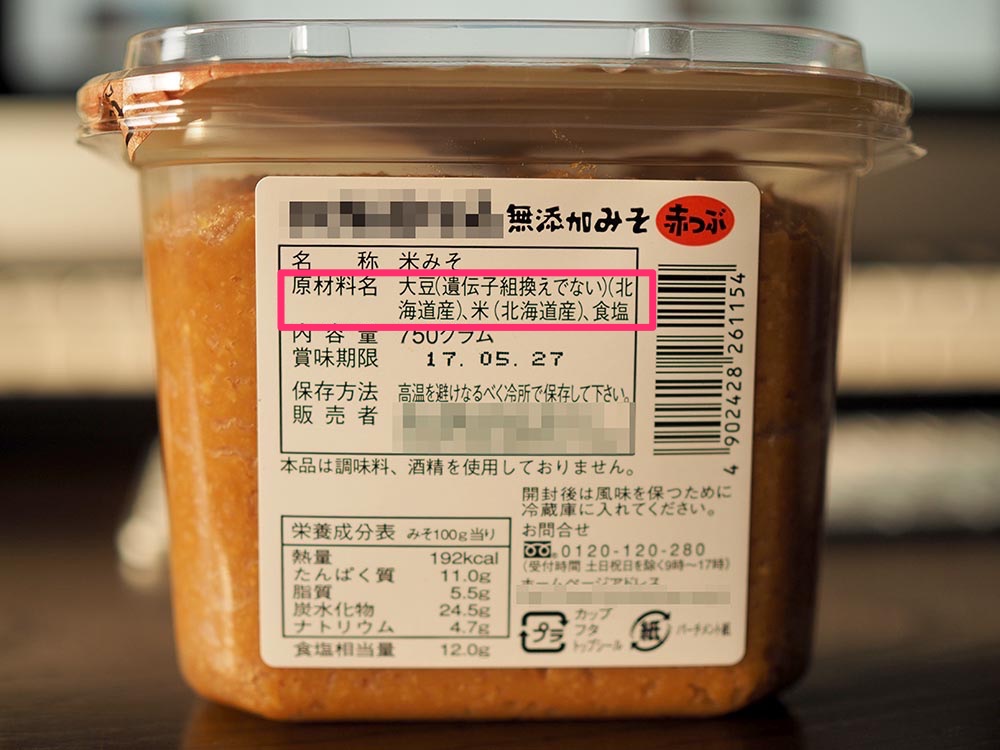 無添加みそ 赤つぶ
名 称 米みそ
原材料名 大豆(遺伝子組換えでない)(北
海道産)、米(北海道産)、食塩
内 容 量 750グラム
賞味期限 17. 05. 27
保存方法 高温を避けなるべく冷所で保存して下さい。
販 売 者
本品は調味料、酒精を使用しておりません。
4902428261154
開封後は風味を保つために
冷蔵庫に入れてください。
お問合せ
0120-120-280
(受付時間 土日祝日を除く9時〜17時)
ホームページアドレス
栄養成分表 みそ100g当り
熱量 192kcal
たんぱく質 11.0g
脂質 5.5g
炭水化物 24.5g
ナトリウム 4.7g
食塩相当量 12.0g
プラ
カップ
フタ
トップシール
紙
パーチメント紙